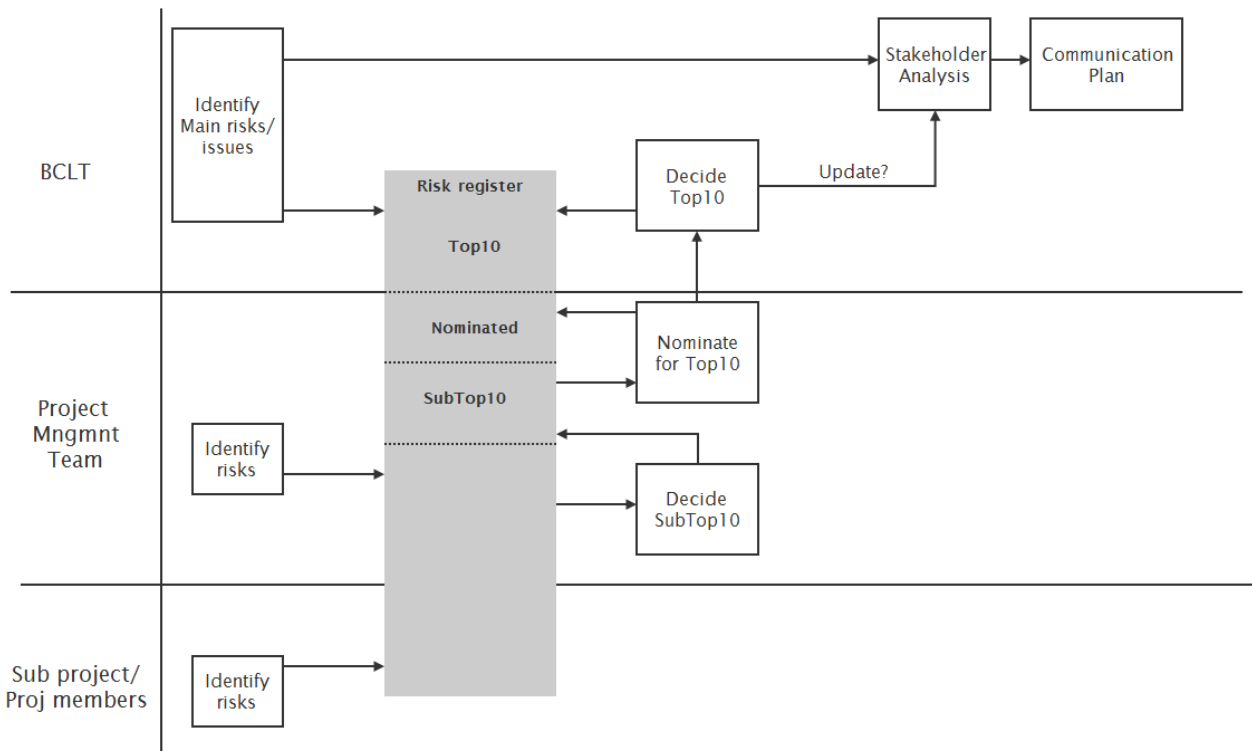 Identify
Main risks/
issues
Stakeholder
Analysis
Communication
Plan
BCLT
Risk register
Decide
Top10
Update?
Top10
Nominated
Nominate
for Top10
SubTop10
Project
Mngmnt
Team
Identify
risks
Decide
SubTop10
Sub project/
Proj members
Identify
risks